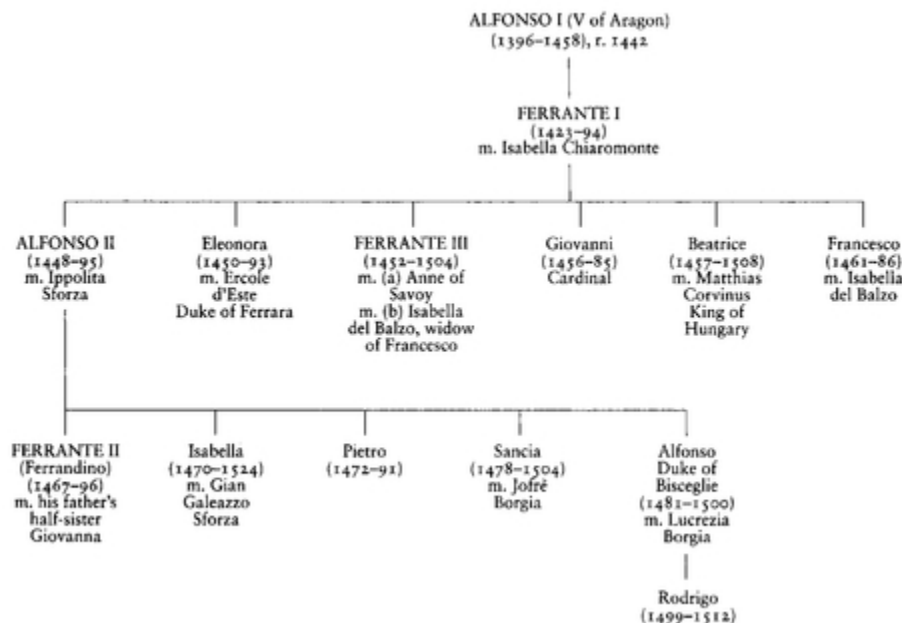 ALFONSO I (V of Aragon)
(1396–1458), r. 1442
FERRANTE I
(1423–94)
m. Isabella Chiaromonte
ALFONSO II
(1448–95)
m. Ippolita
Sforza
Eleonora
(1450–93)
m. Ercole
d'Este
Duke of Ferrara
FERRANTE III
(1452–1504)
m. (a) Anne of
Savoy
m. (b) Isabella
del Balzo, widow
of Francesco
Giovanni
(1456–85)
Cardinal
Beatrice
(1457–1508)
m. Matthias
Corvinus
King of
Hungary
Francesco
(1461–86)
m. Isabella
del Balzo
FERRANTE II
(Ferrandino)
(1467–96)
m. his father's
half-sister
Giovanna
Isabella
(1470–1524)
m. Gian
Galeazzo
Sforza
Pietro
(1472–91)
Sancia
(1478–1504)
m. Jofré
Borgia
Alfonso
Duke of
Bisceglie
(1481–1500)
m. Lucrezia
Borgia
Rodrigo
(1499–1512)